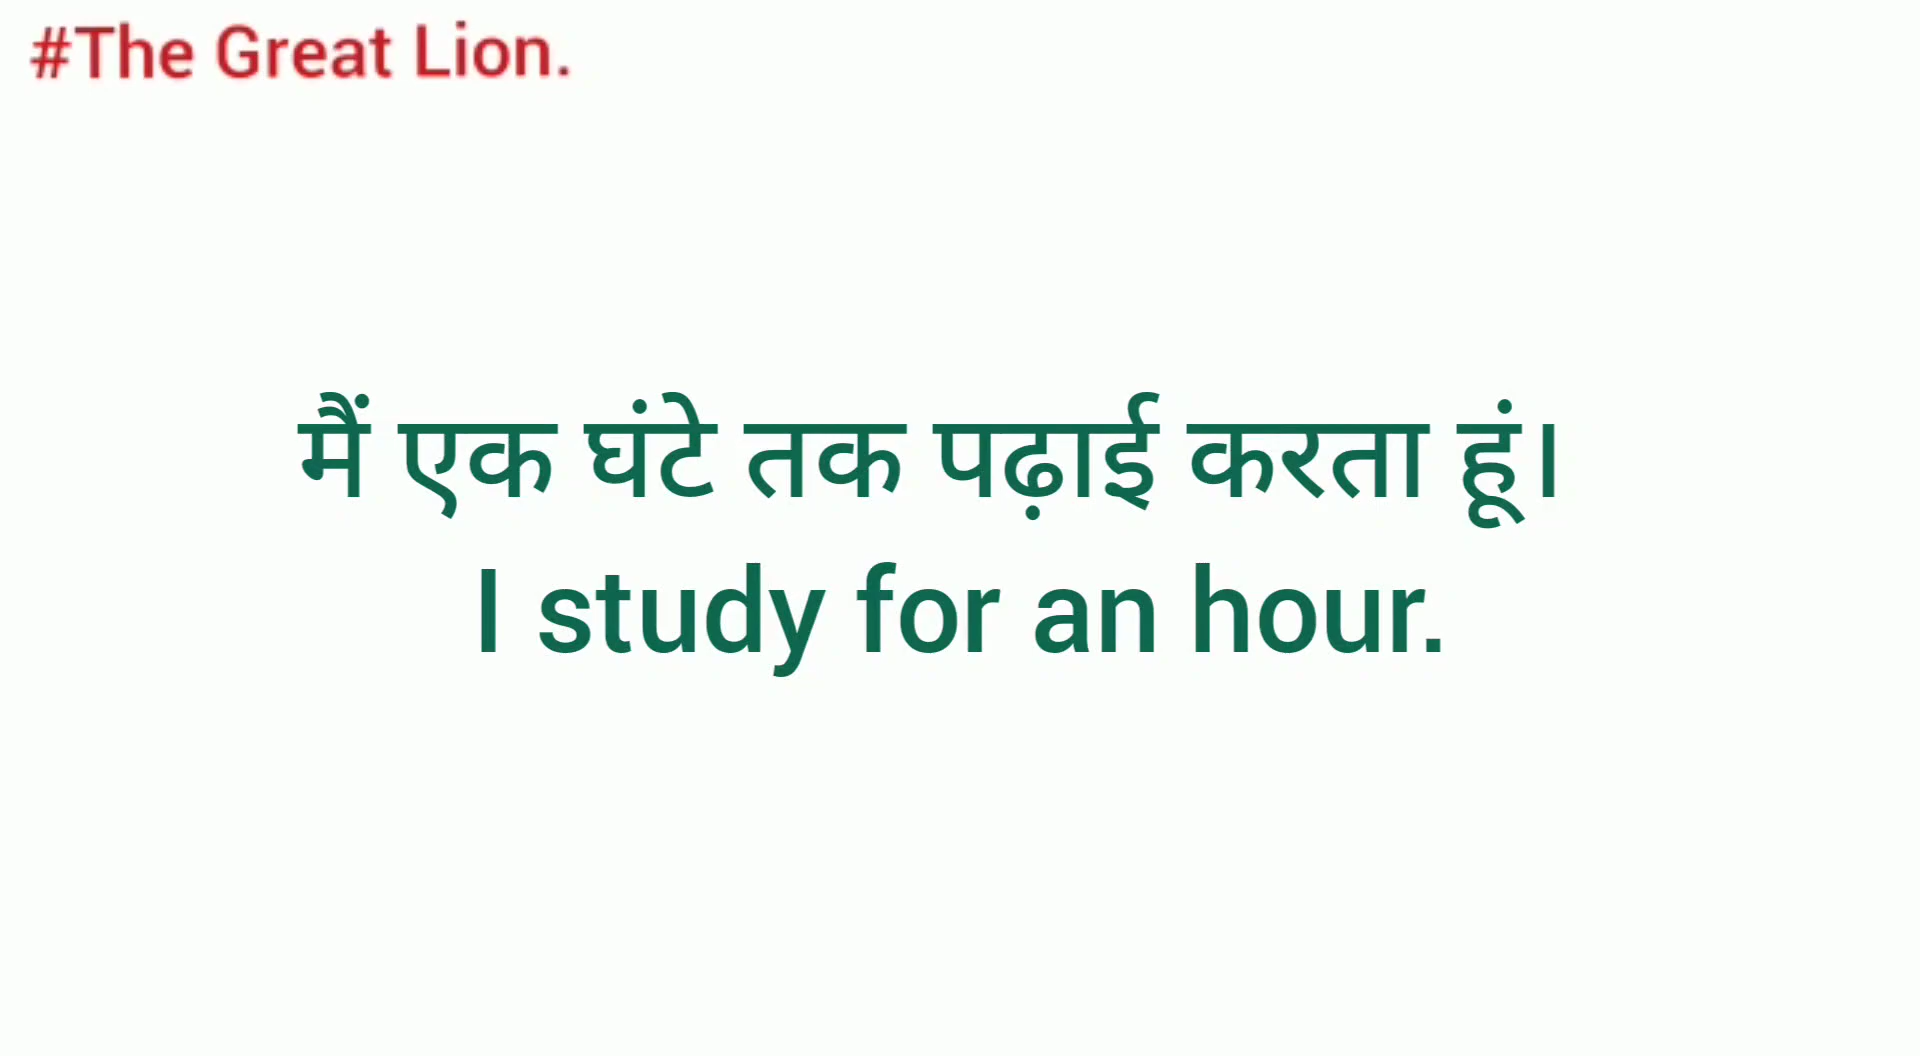 #The Great Lion.
मैं एक घंटे तक पढ़ाई करता हूं।
I study for an hour.